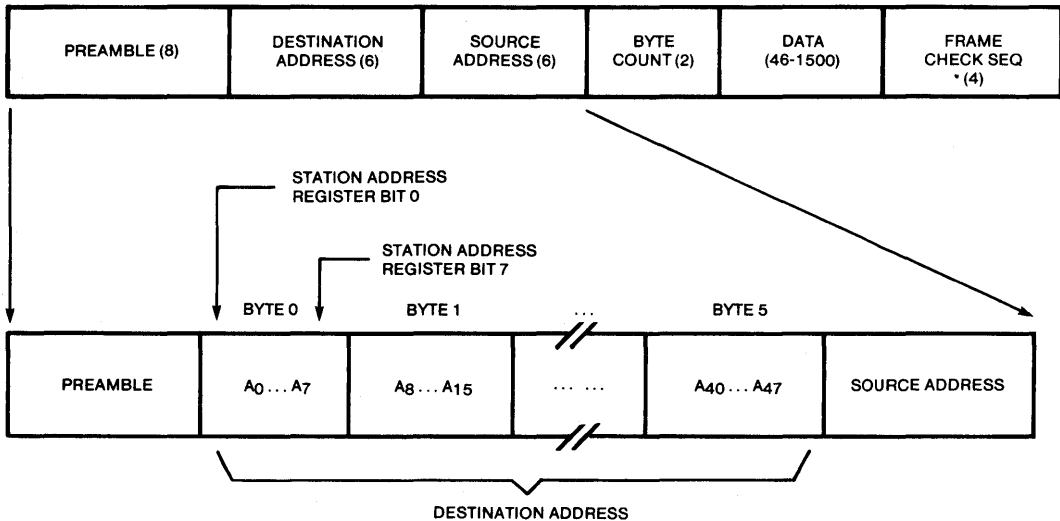 PREAMBLE (8)
DESTINATION
ADDRESS (6)
SOURCE
ADDRESS (6)
BYTE
COUNT (2)
DATA
(46-1500)
FRAME
CHECK SEQ
* (4)
STATION ADDRESS
REGISTER BIT 0
STATION ADDRESS
REGISTER BIT 7
BYTE 0
BYTE 1
...
BYTE 5
PREAMBLE
A0 ... A7
A8 ... A15
... ...
A40 ... A47
SOURCE ADDRESS
DESTINATION ADDRESS